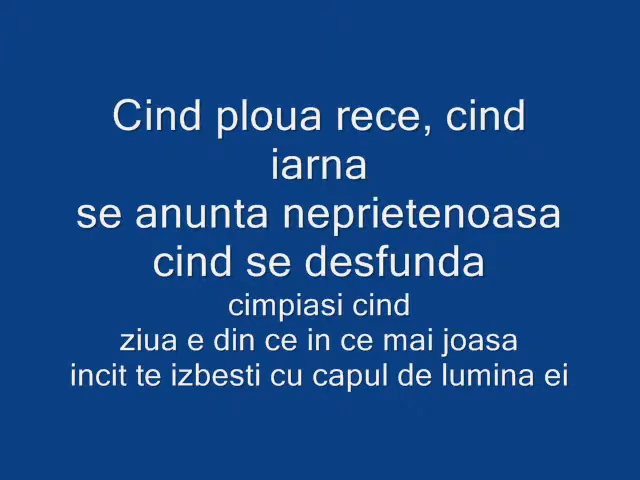 Cind ploua rece, cind
iarna
se anunta neprietenoasa
cind se desfunda
cimpiasi cind
ziua e din ce in ce mai joasa
incit te izbesti cu capul de lumina ei